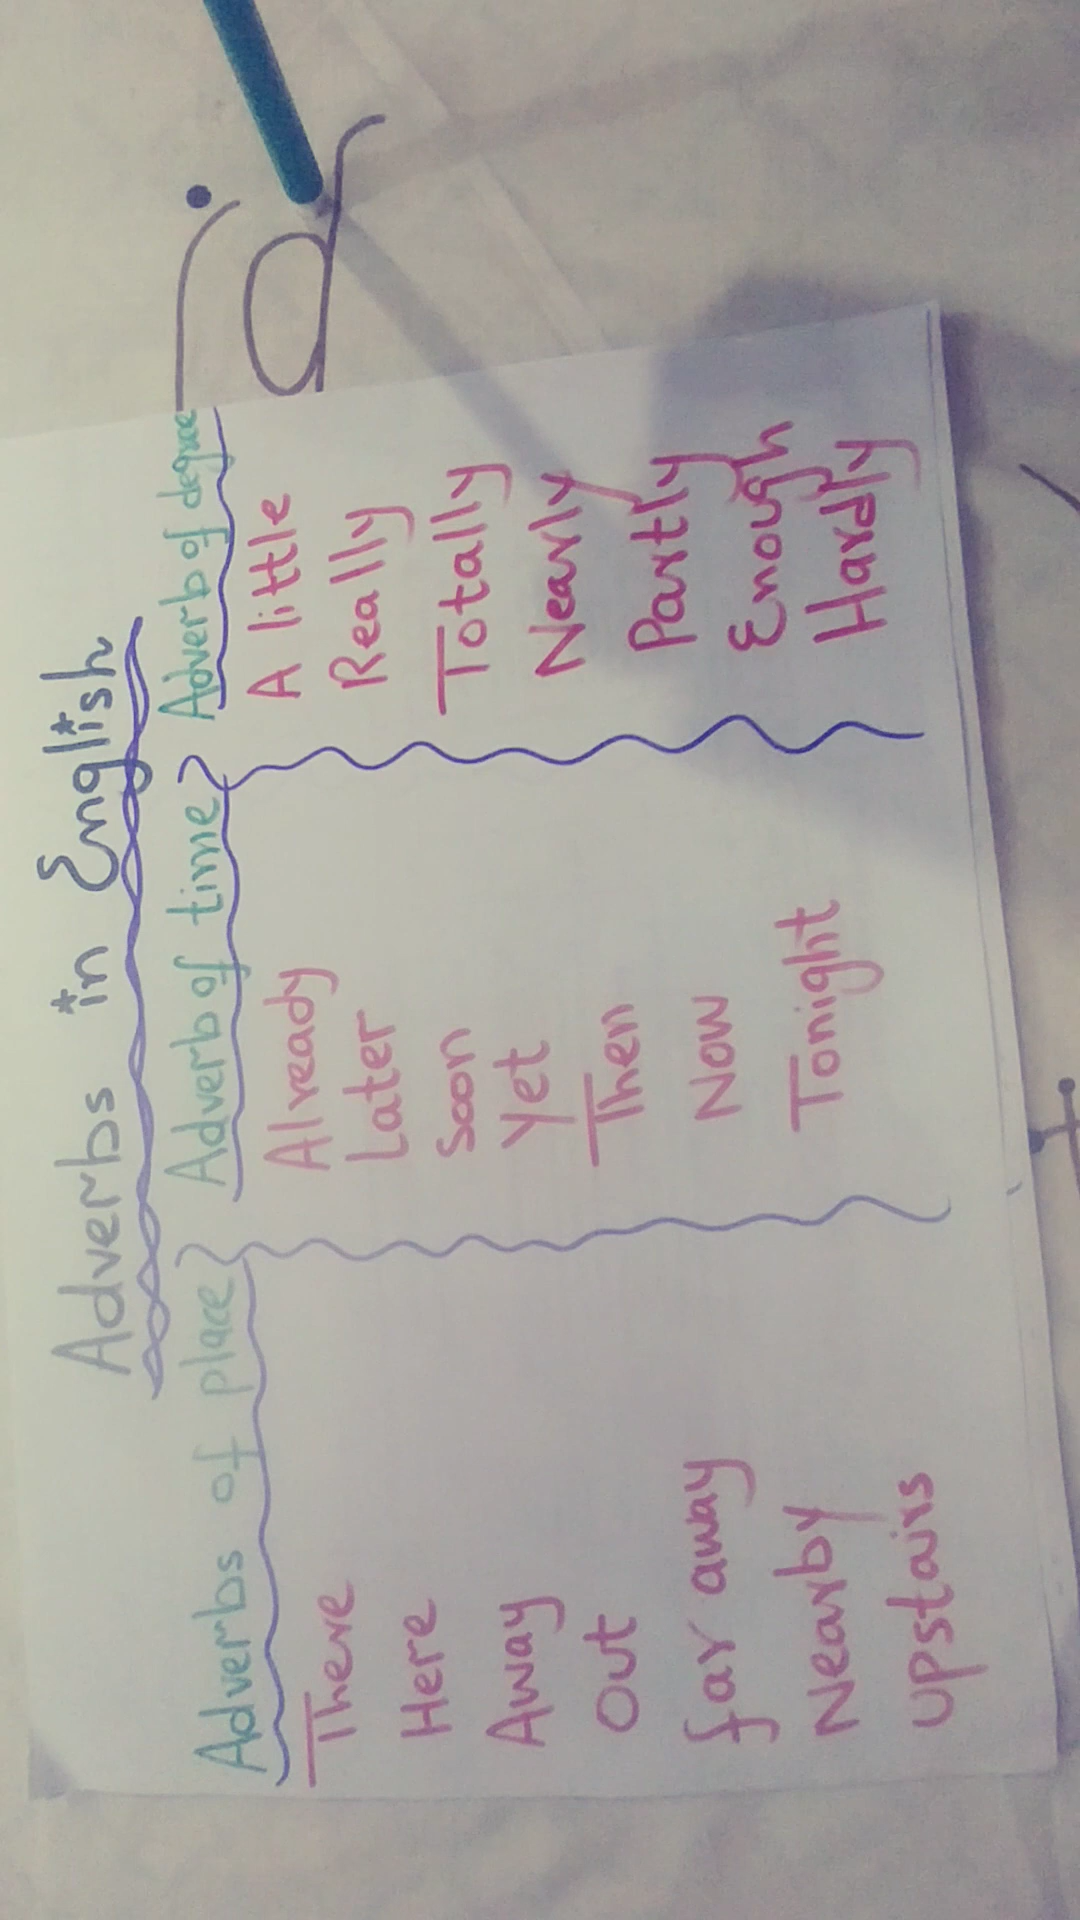 Adverbs in English
Adverbs of place
There
Here
Away
Out
far away
Nearby
Upstairs
Adverb of time
Already
Later
Soon
Yet
Then
Now
Tonight
Adverb of degree
A little
Really
Totally
Nearly
Partly
Enough
Hardly